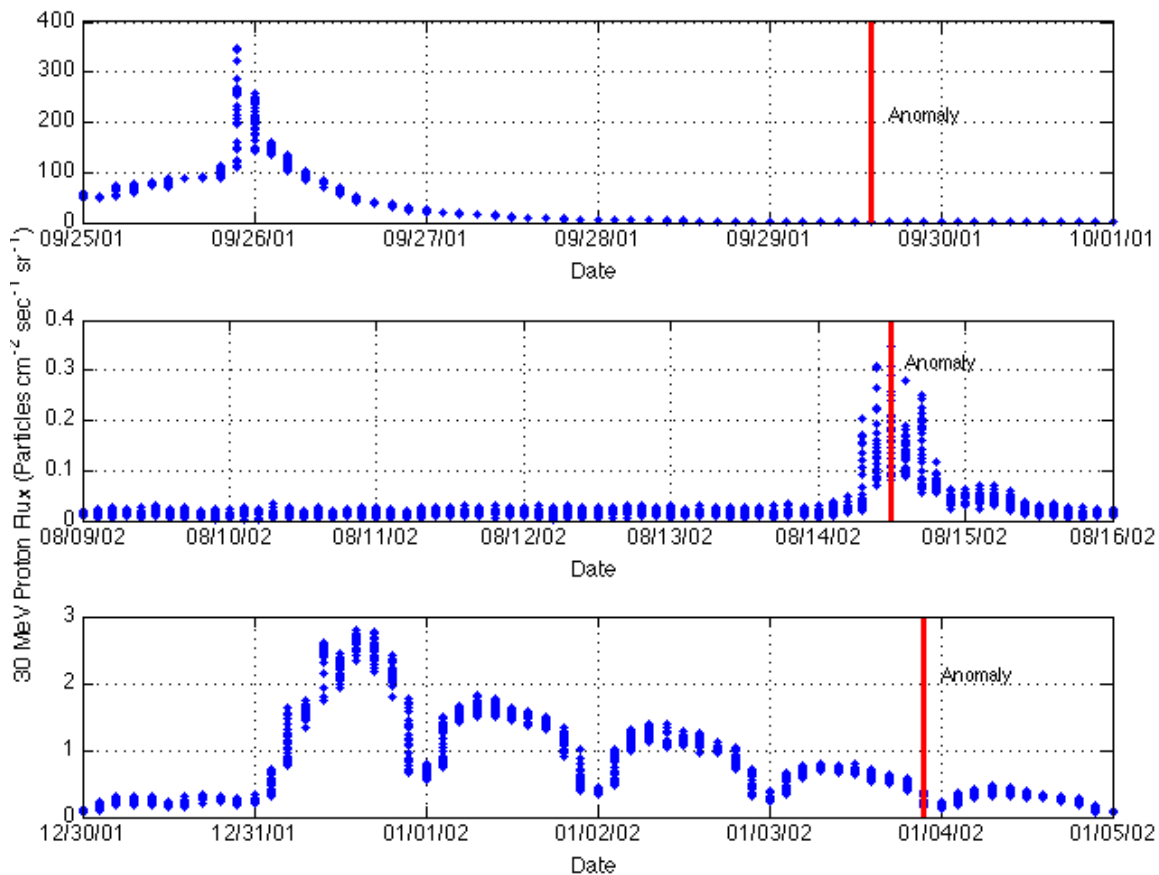 30 MeV Proton Flux (Particles cm⁻² sec⁻¹ sr⁻¹)
400
300
200
100
0
Anomaly
09/25/01 09/26/01 09/27/01 09/28/01 09/29/01 09/30/01 10/01/01
Date
0.4
0.3
0.2
0.1
0
Anomaly
08/09/02 08/10/02 08/11/02 08/12/02 08/13/02 08/14/02 08/15/02 08/16/02
Date
3
2
1
0
Anomaly
12/30/01 12/31/01 01/01/02 01/02/02 01/03/02 01/04/02 01/05/02
Date